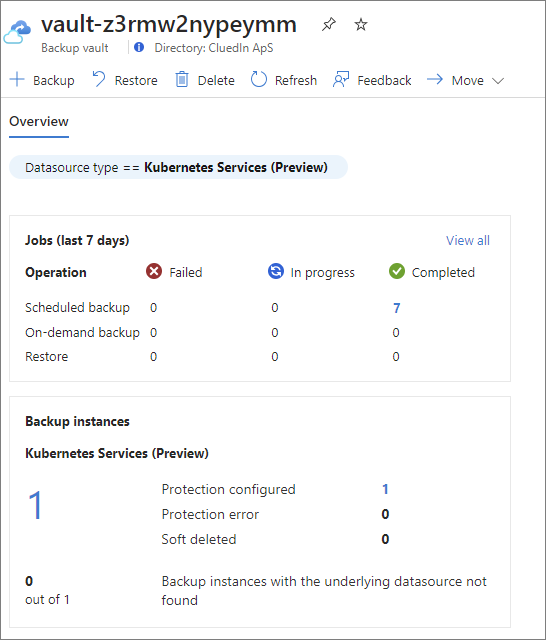 vault-z3rmw2nypeymm
Backup vault
Directory: CluedIn ApS
Backup Restore Delete Refresh Feedback Move
Overview
Datasource type == Kubernetes Services (Preview)
Jobs (last 7 days) View all
Operation Failed In progress Completed
Scheduled backup 0 0 7
On-demand backup 0 0 0
Restore 0 0 0
Backup instances
Kubernetes Services (Preview)
1
Protection configured 1
Protection error 0
Soft deleted 0
0
out of 1
Backup instances with the underlying datasource not
found